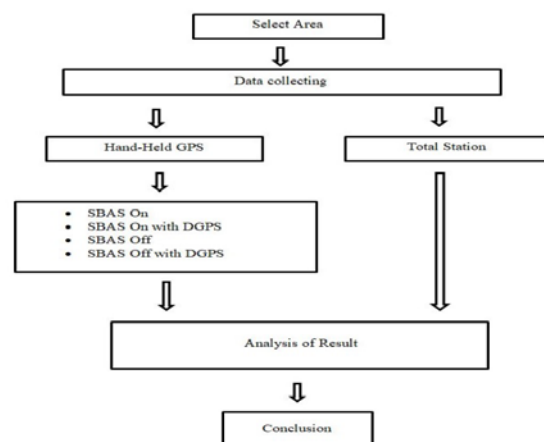 Select Area
Data collecting
Hand-Held GPS
Total Station
• SBAS On
• SBAS On with DGPS
• SBAS Off
• SBAS Off with DGPS
Analysis of Result
Conclusion